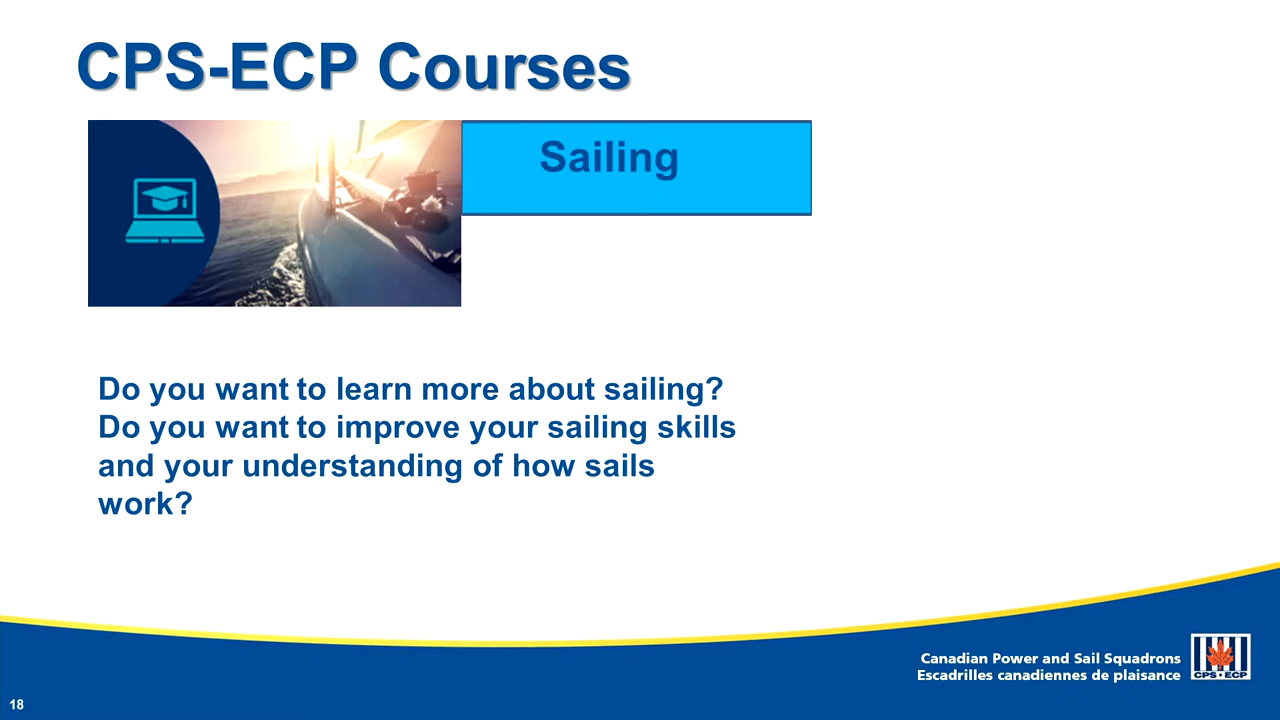 CPS-ECP Courses
Sailing
Do you want to learn more about sailing?
Do you want to improve your sailing skills
and your understanding of how sails
work?
Canadian Power and Sail Squadrons
Escadrilles canadiennes de plaisance
CPS • ECP
18